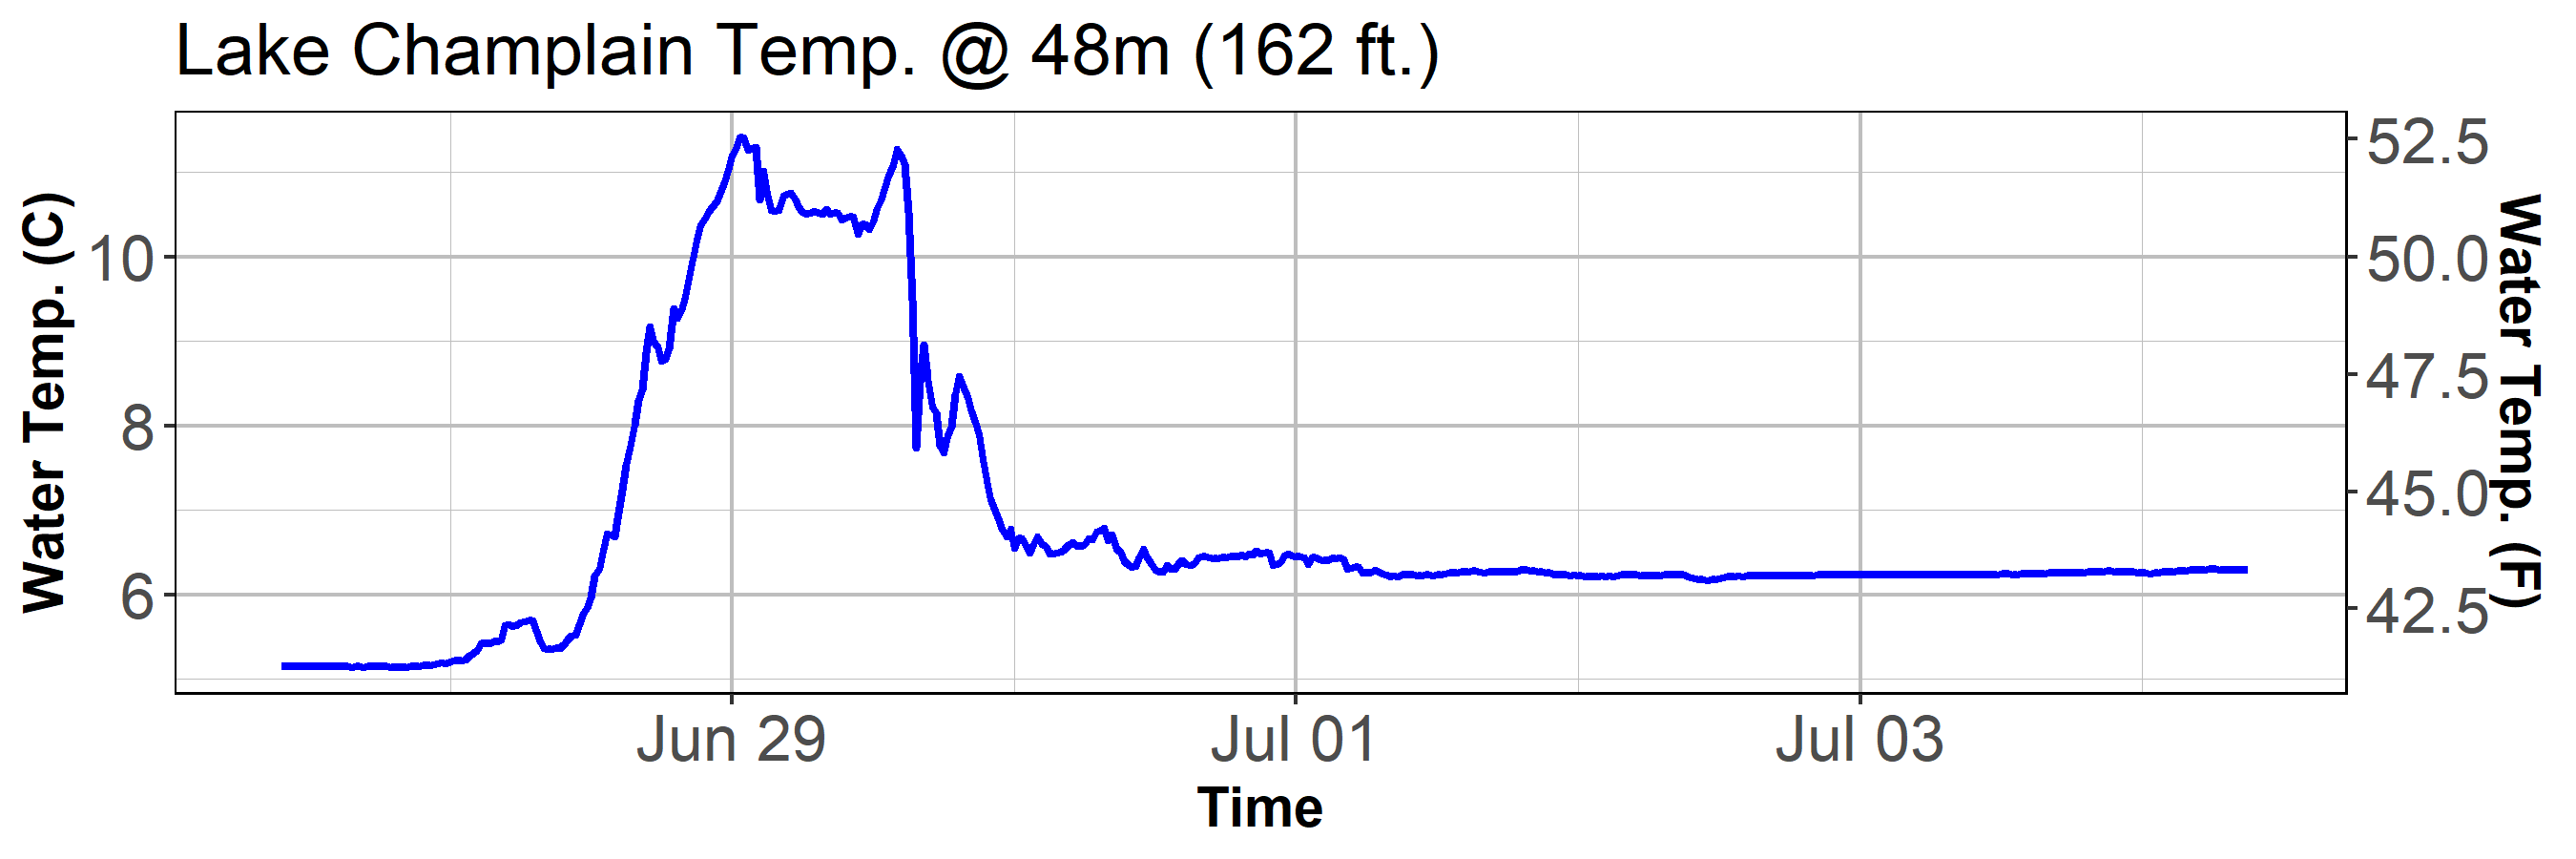 Lake Champlain Temp. @ 48m (162 ft.)
Water Temp. (C)
10
8
6
52.5
50.0
47.5
45.0
42.5
Water Temp. (F)
Jun 29 Jul 01 Jul 03
Time